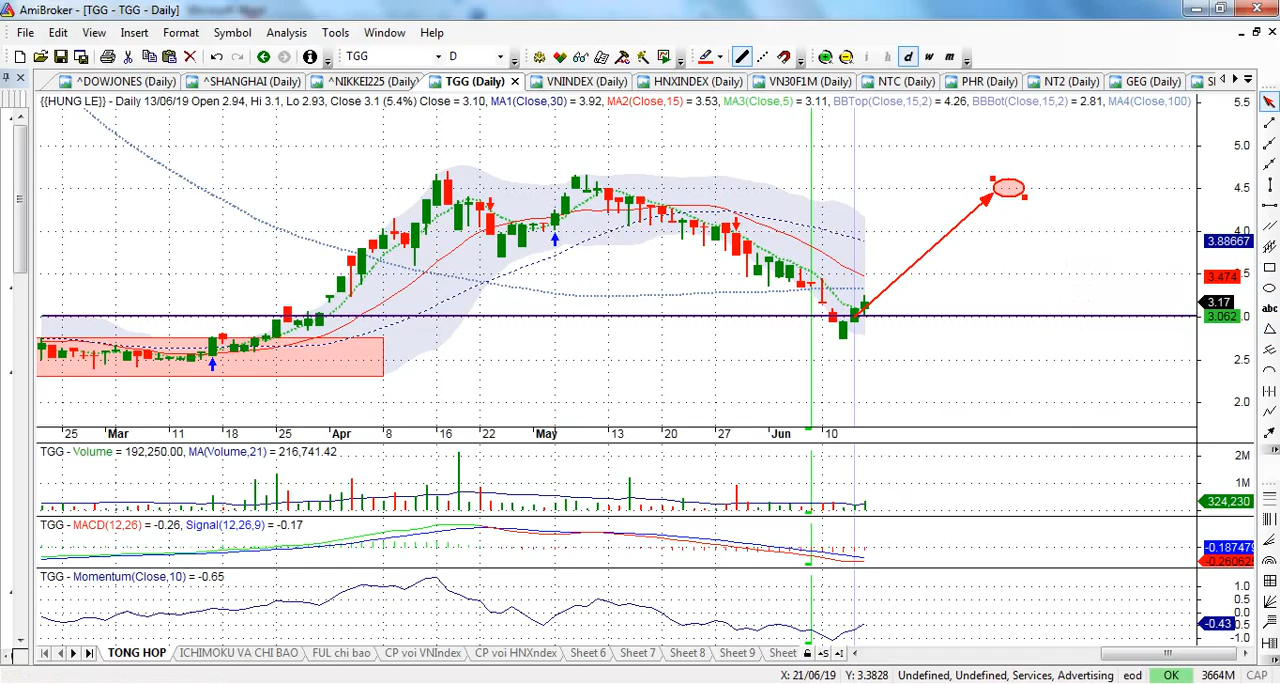 AmiBroker - [TGG - TGG - Daily]
File Edit View Insert Format Symbol Analysis Tools Window Help
TGG D i h d w m
^DOWJONES (Daily) ^SHANGHAI (Daily) ^NIKKEI225 (Daily) TGG (Daily) VNINDEX (Daily) HNXINDEX (Daily) VN30F1M (Daily) NTC (Daily) PHR (Daily) NT2 (Daily) GEG (Daily)
{{HUNG LE}} - Daily 13/06/19 Open 2.94, Hi 3.1, Lo 2.93, Close 3.1 (5.4%) Close = 3.10, MA1(Close,30) = 3.92, MA2(Close,15) = 3.53, MA3(Close,5) = 3.11, BBTop(Close,15,2) = 4.26, BBBot(Close,15,2) = 2.81, MA4(Close,100)
5.5
5.0
4.5
4.0
3.88667
3.474
3.17
3.062
2.5
2.0
25 Mar 11 18 25 Apr 8 16 22 May 13 20 27 Jun 10
TGG - Volume = 192,250.00, MA(Volume,21) = 216,741.42
2M
1M
324,230
TGG - MACD(12,26) = -0.26, Signal(12,26,9) = -0.17
-0.187479
TGG - Momentum(Close,10) = -0.65
1.0
0.5
0.0
-0.43
-1.0
TONG HOP ICHIMOKU VA CHI BAO FUL chi bao CP voi VNIndex CP voi HNXindex Sheet 6 Sheet 7 Sheet 8 Sheet 9 Sheet
X: 21/06/19 Y: 3.3828 Undefined, Undefined, Services, Advertising eod OK 3664M CAP